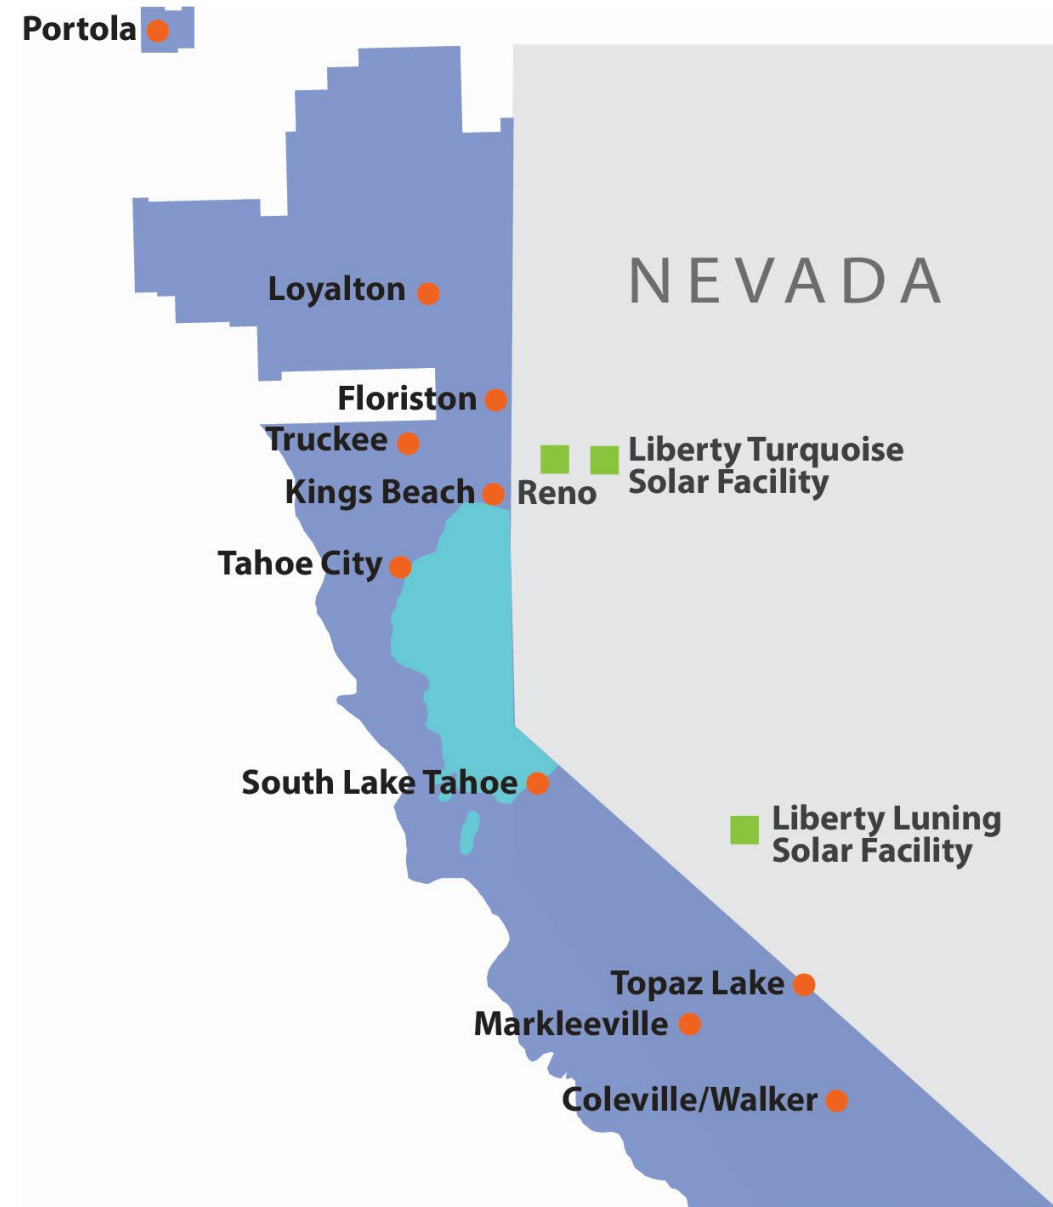 Portola
NEVADA
Loyalton
Floriston
Truckee
Liberty Turquoise
Solar Facility
Kings Beach
Reno
Tahoe City
South Lake Tahoe
Liberty Luning
Solar Facility
Topaz Lake
Markleeville
Coleville/Walker